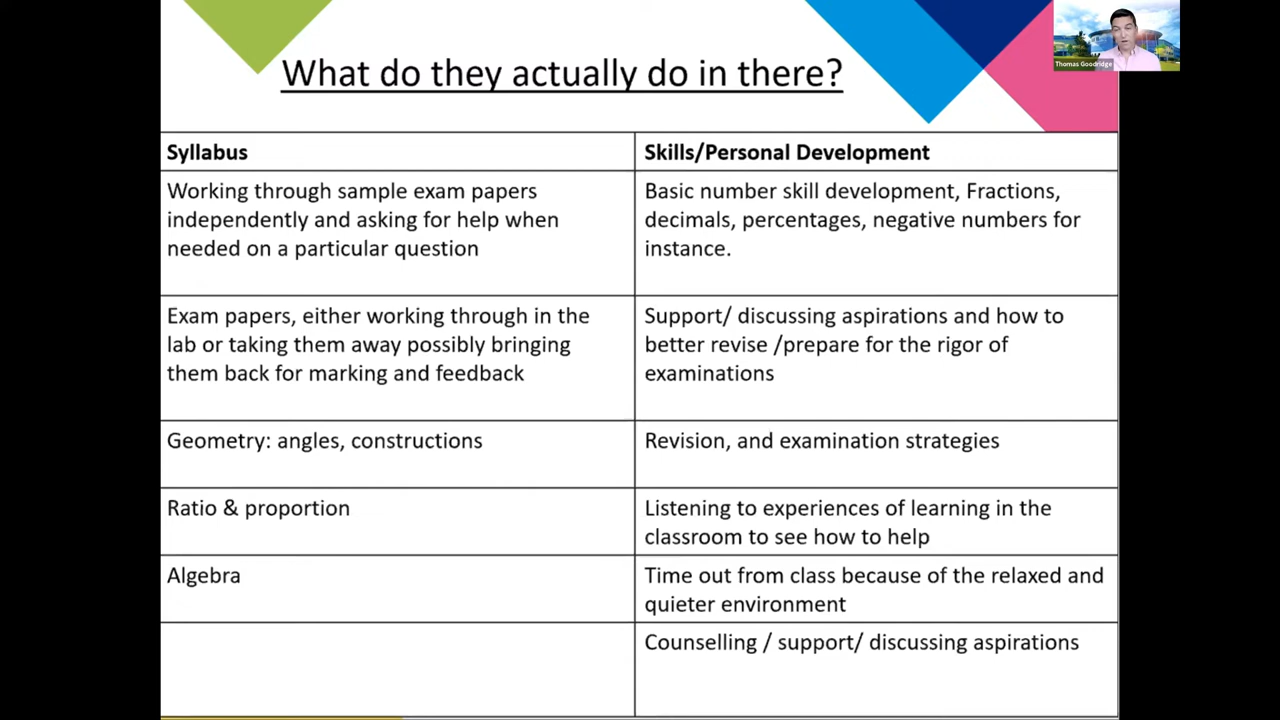 What do they actually do in there?
Thomas Goodridge
Syllabus
Skills/Personal Development
Working through sample exam papers
independently and asking for help when
needed on a particular question
Basic number skill development, Fractions,
decimals, percentages, negative numbers for
instance.
Exam papers, either working through in the
lab or taking them away possibly bringing
them back for marking and feedback
Support/ discussing aspirations and how to
better revise /prepare for the rigor of
examinations
Geometry: angles, constructions
Revision, and examination strategies
Ratio & proportion
Listening to experiences of learning in the
classroom to see how to help
Algebra
Time out from class because of the relaxed and
quieter environment
Counselling / support/ discussing aspirations